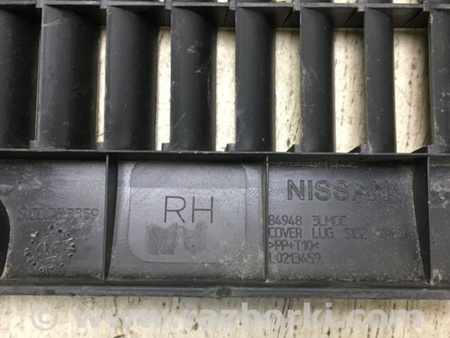 RH
NISSAN
84948 3LM0C
COVER LUG
>PP+T10<
L0213459
www.razborki.com